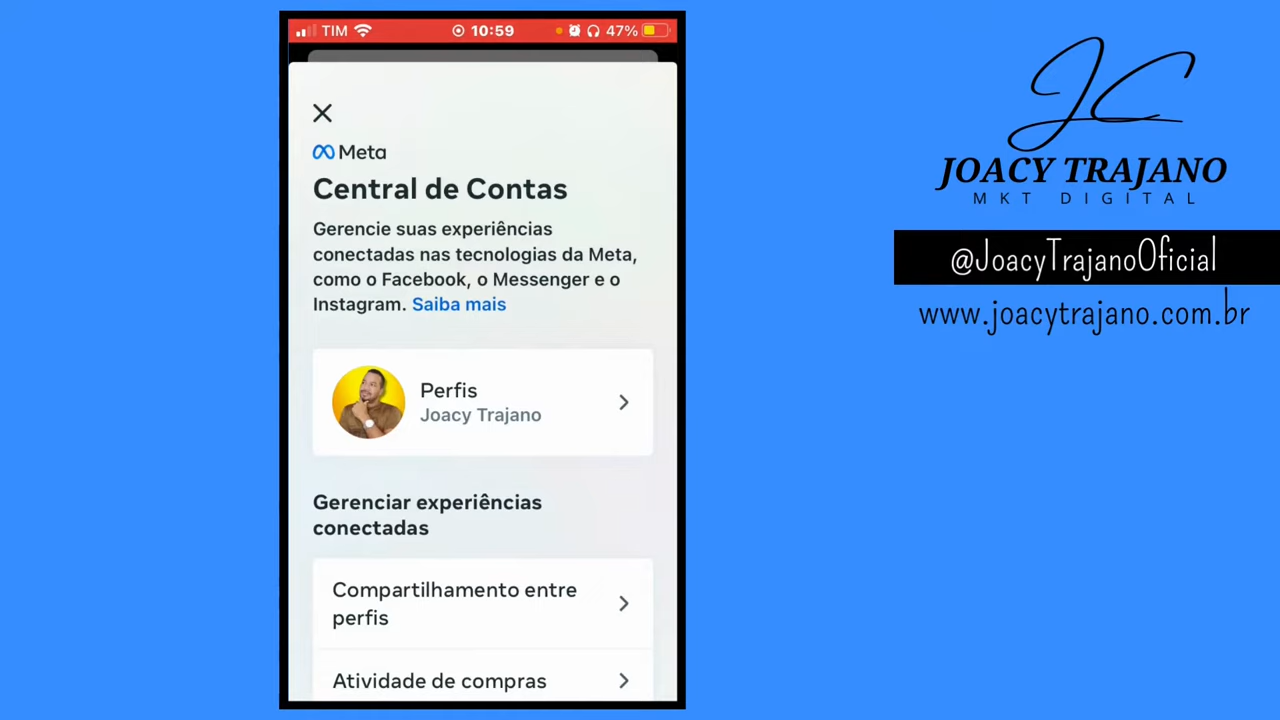 TIM 10:59 47%
Meta
Central de Contas
Gerencie suas experiências
conectadas nas tecnologias da Meta,
como o Facebook, o Messenger e o
Instagram. Saiba mais
Perfis
Joacy Trajano
Gerenciar experiências
conectadas
Compartilhamento entre
perfis
Atividade de compras
JC
JOACY TRAJANO
MKT DIGITAL
@JoacyTrajanoOficial
www.joacytrajano.com.br